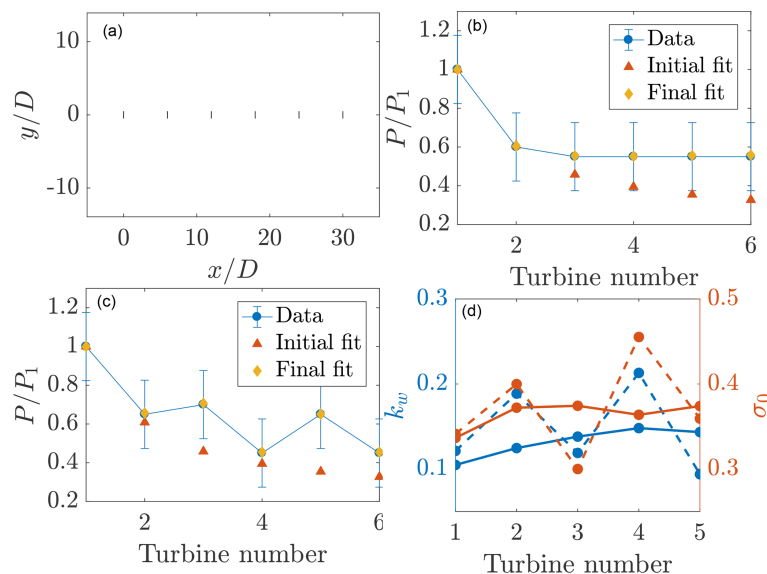 (a)
10
0
-10
y/D
0 10 20 30
x/D
(b)
Data
Initial fit
Final fit
1.2
1
0.8
0.6
0.4
0.2
P/P₁
2 4 6
Turbine number
(c)
Data
Initial fit
Final fit
1.2
1
0.8
0.6
0.4
0.2
P/P₁
2 4 6
Turbine number
(d)
0.3
0.2
0.1
k_w
0.5
0.4
0.3
σ₀
1 2 3 4 5
Turbine number